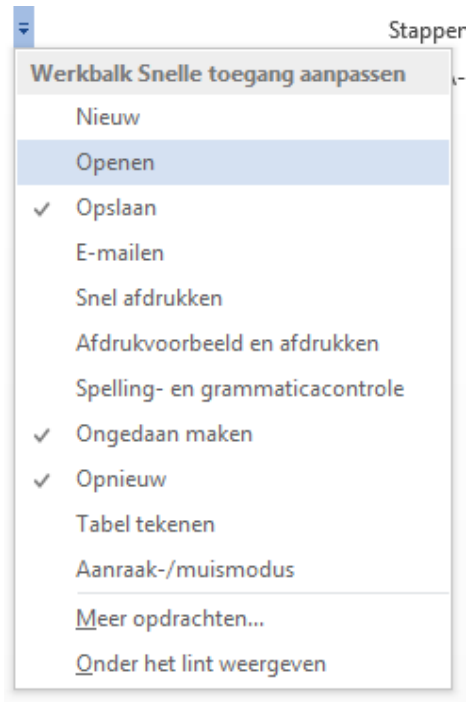 Stappen
Werkbalk Snelle toegang aanpassen
Nieuw
Openen
Opslaan
E-mailen
Snel afdrukken
Afdrukvoorbeeld en afdrukken
Spelling- en grammaticacontrole
Ongedaan maken
Opnieuw
Tabel tekenen
Aanraak-/muismodus
Meer opdrachten...
Onder het lint weergeven